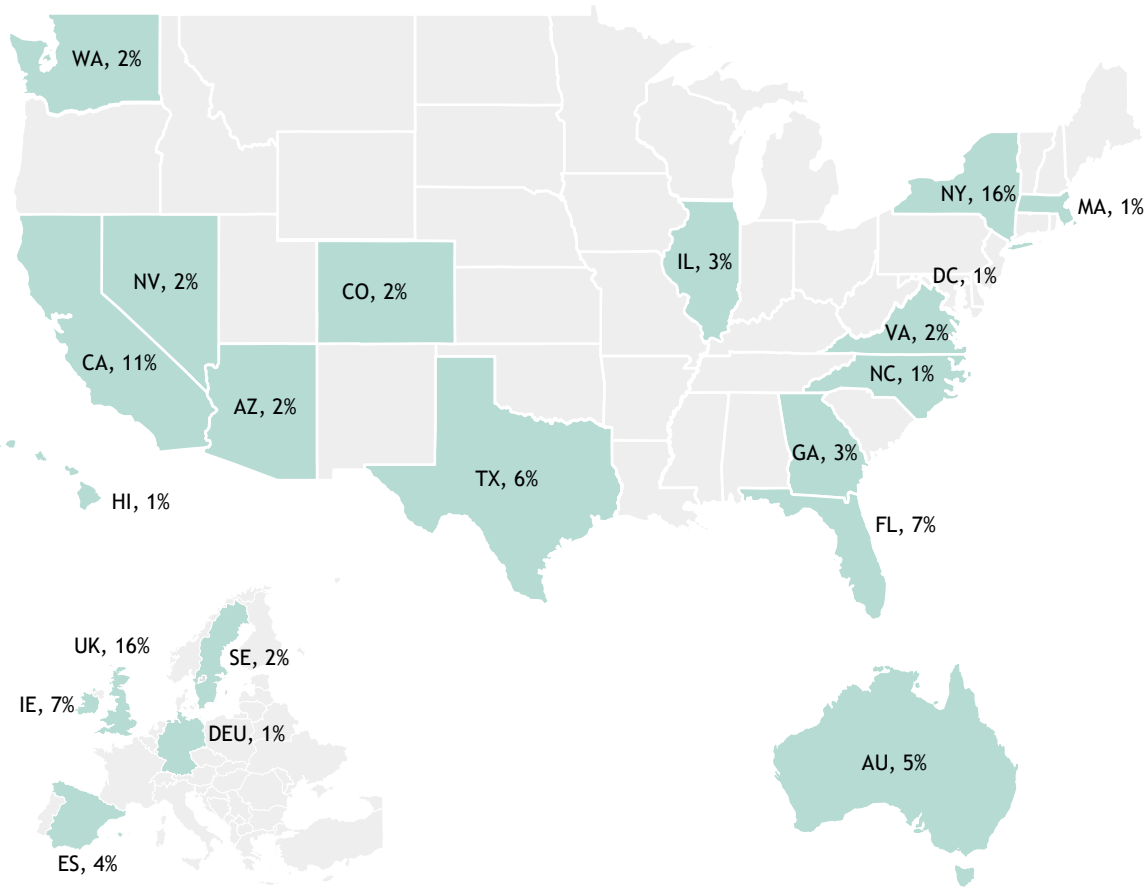 WA, 2%
NY, 16%
MA, 1%
IL, 3%
DC, 1%
NV, 2%
CO, 2%
VA, 2%
CA, 11%
NC, 1%
AZ, 2%
GA, 3%
TX, 6%
HI, 1%
FL, 7%
UK, 16%
SE, 2%
IE, 7%
DEU, 1%
AU, 5%
ES, 4%